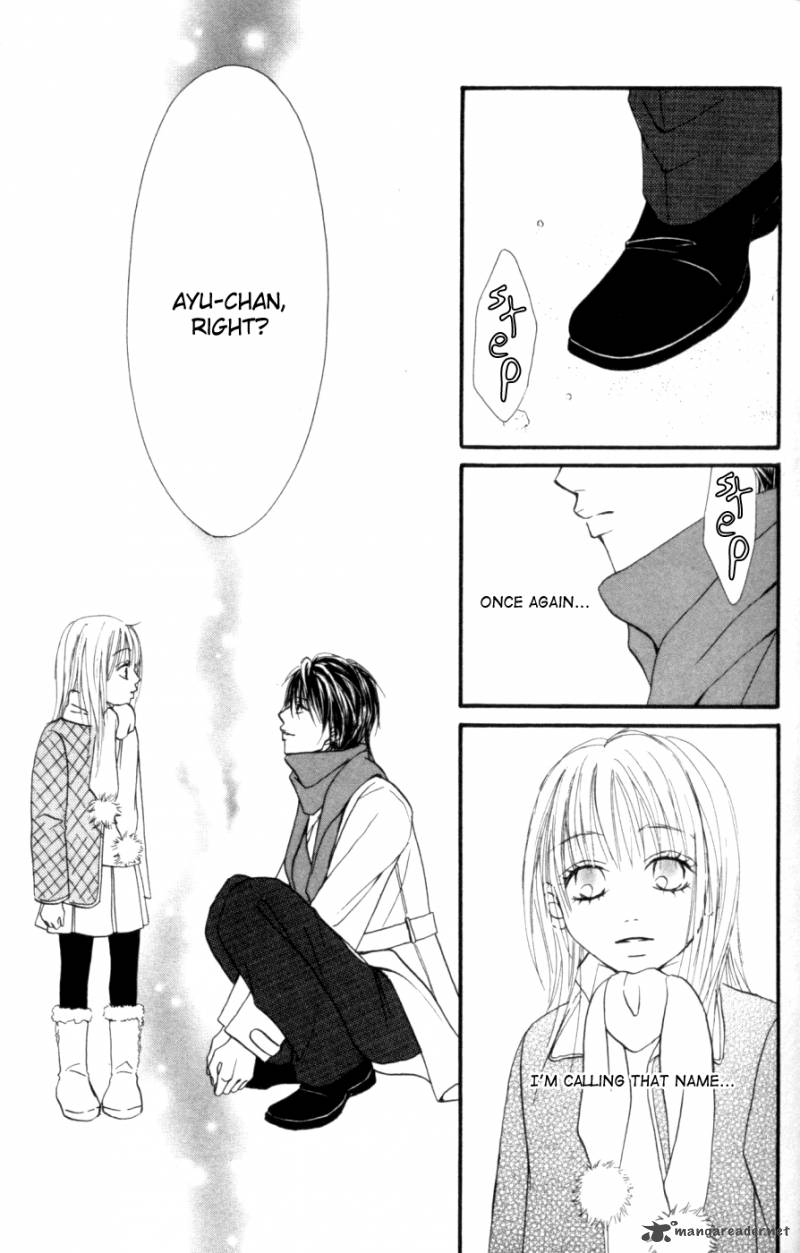 step
step
ONCE AGAIN...
I'M CALLING THAT NAME...
AYU-CHAN,
RIGHT?
mangareader.net